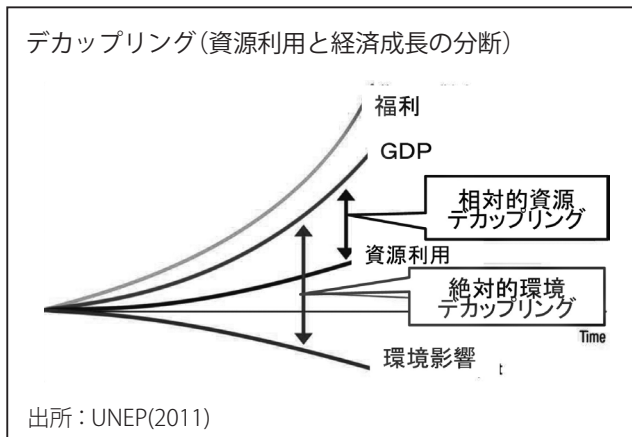 デカップリング(資源利用と経済成長の分断)
福利
GDP
相対的資源
デカップリング
資源利用
絶対的環境
デカップリング
Time
環境影響
出所：UNEP(2011)